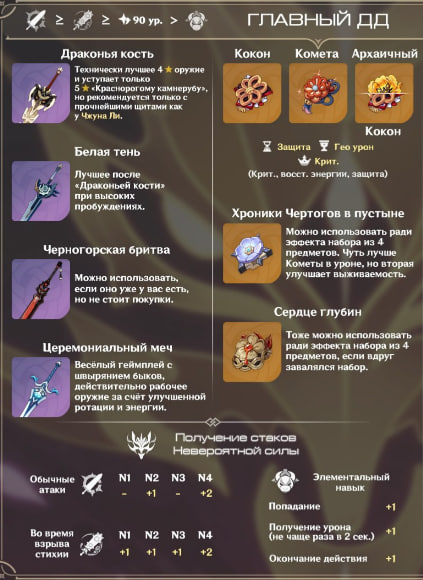 ≥ ≥ 90 ур. >
ГЛАВНЫЙ ДД
Драконья кость
Технически лучшее 4 ★ оружие
и уступает только
5 ★ «Краснорогому камнерубу»,
но рекомендуется только с
прочнейшими щитами как
у Чжуна Ли.
Белая тень
Лучшее после
«Драконьей кости»
при высоких
пробуждениях.
Черногорская бритва
Можно использовать,
если оно уже у вас есть,
но не стоит покупки.
Церемониальный меч
Весёлый геймплей с
швырянием быков,
действительно рабочее
оружие за счёт улучшенной
ротации и энергии.
Кокон Комета Архаичный
Кокон
Защита Гео урон
Крит.
(Крит., восст. энергии, защита)
Хроники Чертогов в пустыне
Можно использовать ради
эффекта набора из 4
предметов. Чуть лучше
Кометы в уроне, но вторая
улучшает выживаемость.
Сердце глубин
Тоже можно использовать
ради эффекта набора из 4
предметов, если вдруг
завалялся набор.
Получение стаков
Невероятной силы
Обычные
атаки
N1 N2 N3 N4
– +1 – +2
Во время
взрыва
стихии
N1 N2 N3 N4
+1 +1 +1 +2
Элементальный
навык
Попадание +1
Получение урона
(не чаще раза в 2 сек.) +1
Окончание действия +1